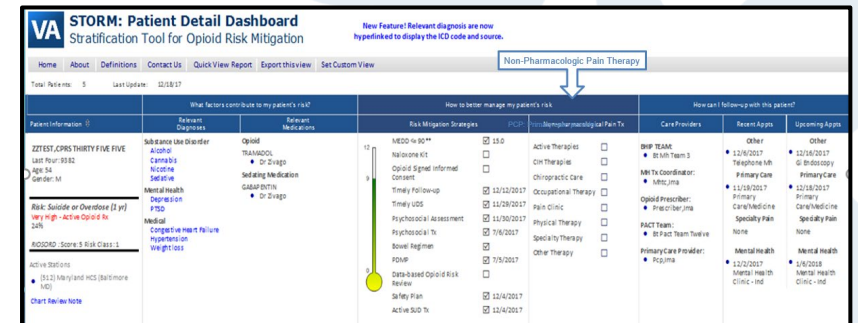 VA
STORM: Patient Detail Dashboard
Stratification Tool for Opioid Risk Mitigation
New Feature! Relevant diagnosis are now
hyperlinked to display the ICD code and source.
Non-Pharmacologic Pain Therapy
Home About Definitions Contact Us Quick View Report Export this view Set Custom View
Total Patients: 5 Last Update: 12/18/17
What factors contribute to my patient's risk?
How to better manage my patient's risk
How can I follow-up with this patient?
Patient Information
Relevant
Diagnoses
Relevant
Medications
Risk Mitigation Strategies
Care Providers
Recent Appts
Upcoming Appts
ZZTEST,CPRS THIRTY FIVE FIVE
Last Four: 9382
Age: 54
Gender: M
Risk: Suicide or Overdose (1 yr)
Very High - Active Opioid Rx
24%
RIOSORD :Score: 5 Risk Class: 1
Active Stations
(512) Maryland HCS (Baltimore
MD)
Chart Review Note
Substance Use Disorder
Alcohol
Cannabis
Nicotine
Sedative
Mental Health
Depression
PTSD
Medical
Congestive Heart Failure
Hypertension
Weight loss
Opioid
TRAMADOL
Dr Zivago
Sedating Medication
GABAPENTIN
Dr Zivago
12
9
0
MEDD <= 90** 15.0
Naloxone Kit
Opioid Signed Informed
Consent
Timely Follow-up 12/12/2017
Timely UDS 11/29/2017
Psychosocial Assessment 11/30/2017
Psychosocial Tx 7/6/2017
Bowel Regimen
PDMP 7/5/2017
Data-based Opioid Risk
Review
Safety Plan 12/4/2017
Active SUD Tx 12/4/2017
Active Therapies
CIH Therapies
Chiropractic Care
Occupational Therapy
Pain Clinic
Physical Therapy
Specialty Therapy
Other Therapy
BHIP TEAM:
Bt Mh Team 3
MH Tx Coordinator:
Mhtc,Ima
Opioid Prescriber:
Prescriber,Ima
PACT Team:
Bt Pact Team Twelve
Primary Care Provider:
Pcp,Ima
Other
12/6/2017
Telephone Mh
Primary Care
11/19/2017
Primary
Care/Medicine
Specialty Pain
None
Mental Health
12/2/2017
Mental Health
Clinic - Ind
Other
12/16/2017
Gi Endoscopy
Primary Care
12/18/2017
Primary
Care/Medicine
Specialty Pain
None
Mental Health
1/6/2018
Mental Health
Clinic - Ind